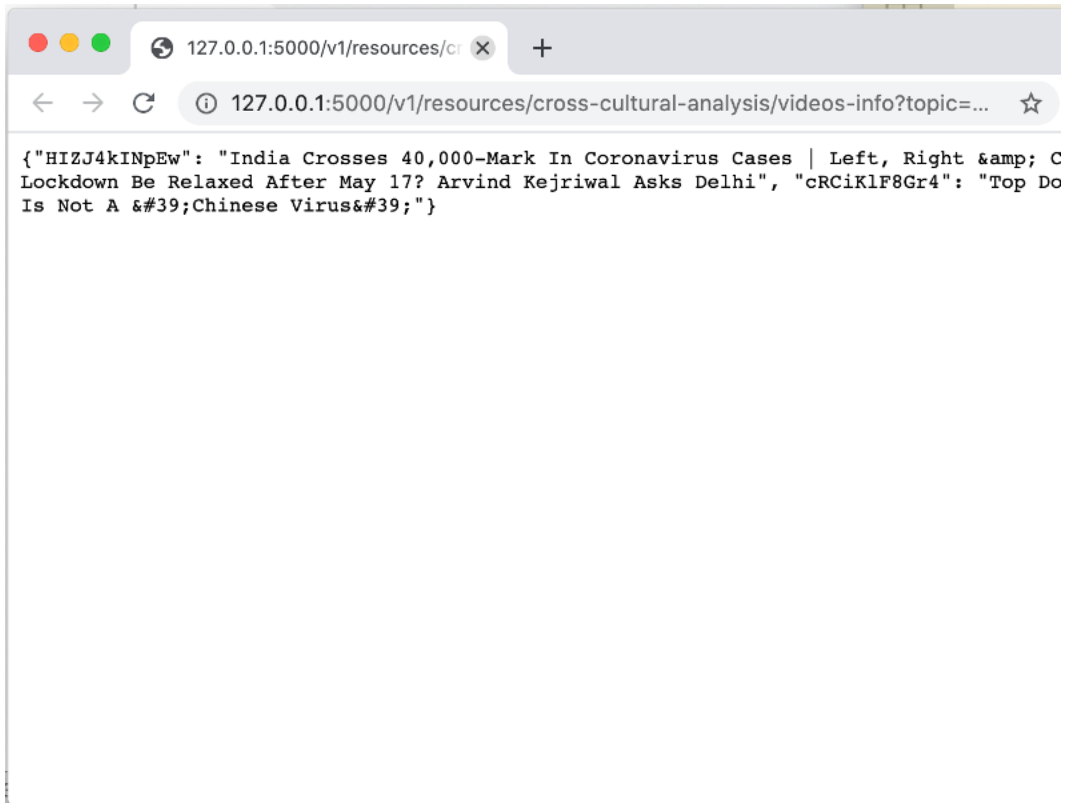 127.0.0.1:5000/v1/resources/c
127.0.0.1:5000/v1/resources/cross-cultural-analysis/videos-info?topic=...
{"HIZJ4kINpEw": "India Crosses 40,000-Mark In Coronavirus Cases | Left, Right &amp; C
Lockdown Be Relaxed After May 17? Arvind Kejriwal Asks Delhi", "cRCiKlF8Gr4": "Top Do
Is Not A &#39;Chinese Virus&#39;"}